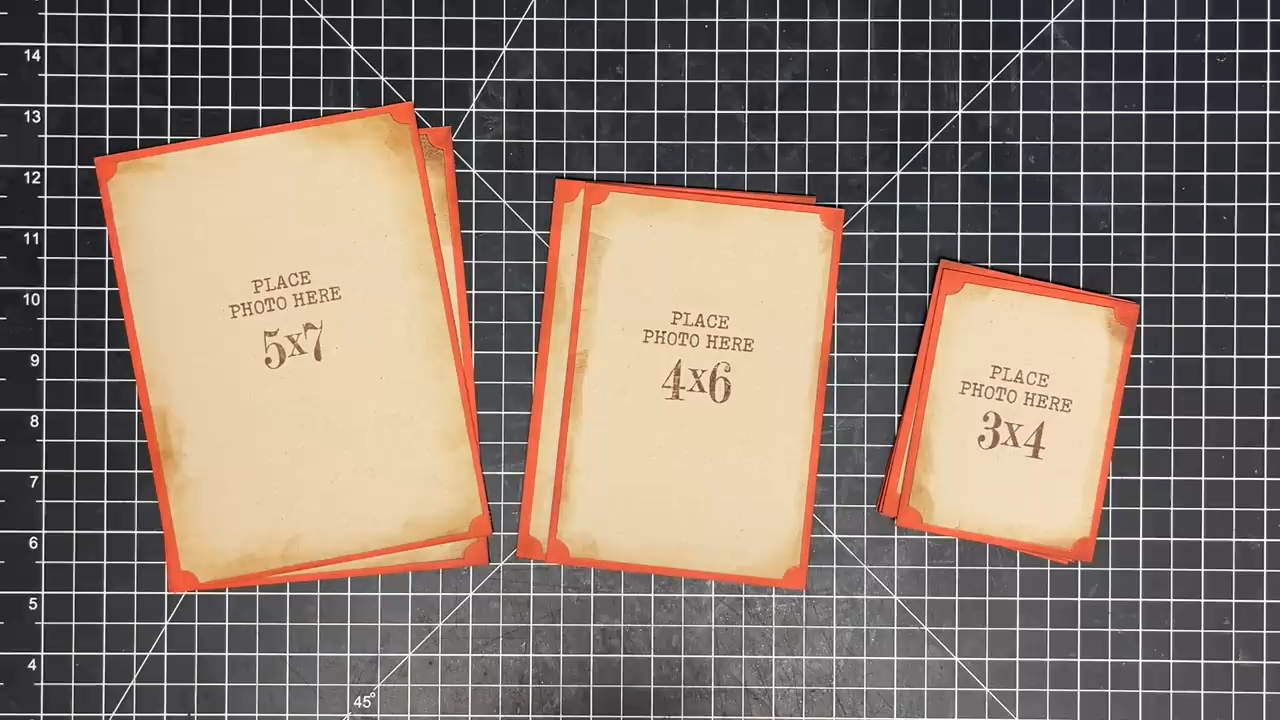 14
13
12
11
10
9
8
7
6
5
4
45°
PLACE
PHOTO HERE
5x7
PLACE
PHOTO HERE
4x6
PLACE
PHOTO HERE
3x4